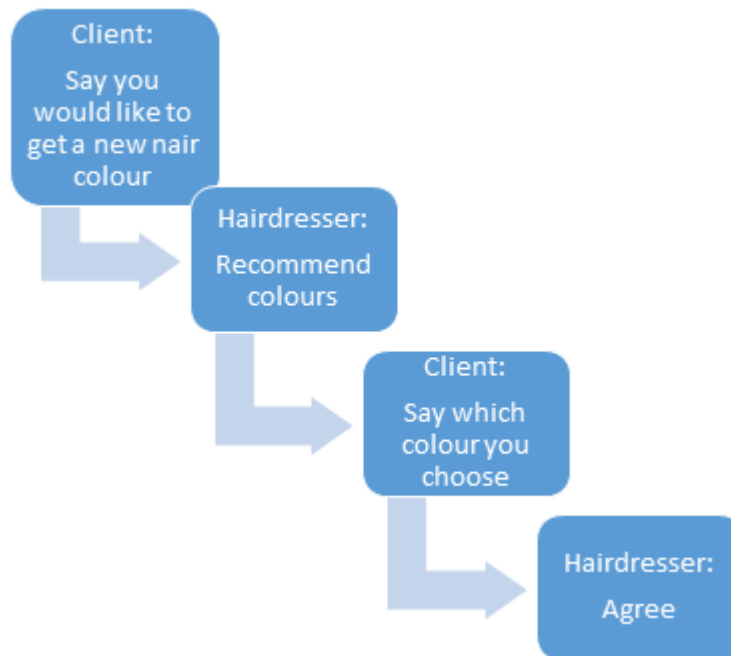 Client:
Say you
would like to
get a new nair
colour
Hairdresser:
Recommend
colours
Client:
Say which
colour you
choose
Hairdresser:
Agree